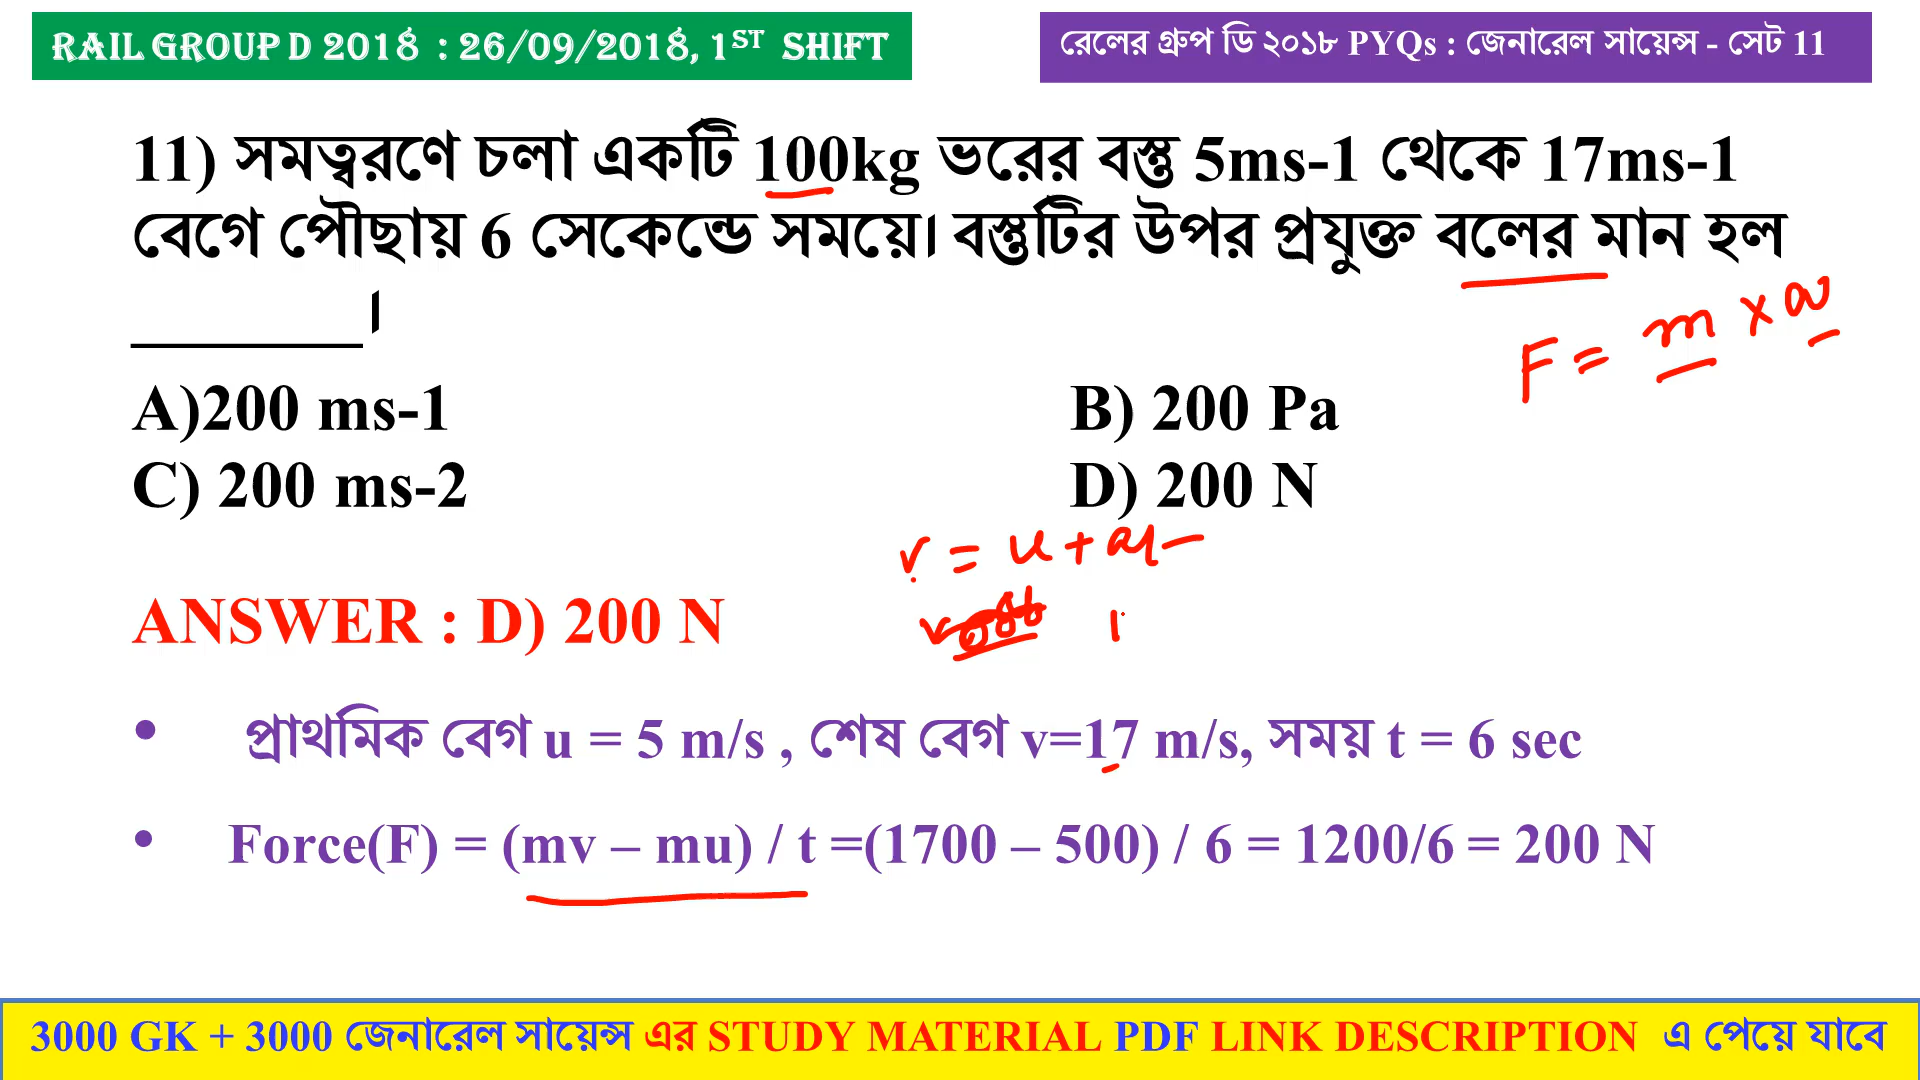 RAIL GROUP D 2018 : 26/09/2018, 1ST SHIFT
রেলের গ্রুপ ডি ২০১৮ PYQs : জেনারেল সায়েন্স - সেট 11
11) সমত্বরণে চলা একটি 100kg ভরের বস্তু 5ms-1 থেকে 17ms-1
বেগে পৌছায় 6 সেকেন্ডে সময়ে। বস্তুটির উপর প্রযুক্ত বলের মান হল
________।
F = m × a
A)200 ms-1
B) 200 Pa
C) 200 ms-2
D) 200 N
v = u + at
ANSWER : D) 200 N
• প্রাথমিক বেগ u = 5 m/s , শেষ বেগ v=17 m/s, সময় t = 6 sec
• Force(F) = (mv – mu) / t =(1700 – 500) / 6 = 1200/6 = 200 N
3000 GK + 3000 জেনারেল সায়েন্স এর STUDY MATERIAL PDF LINK DESCRIPTION এ পেয়ে যাবে